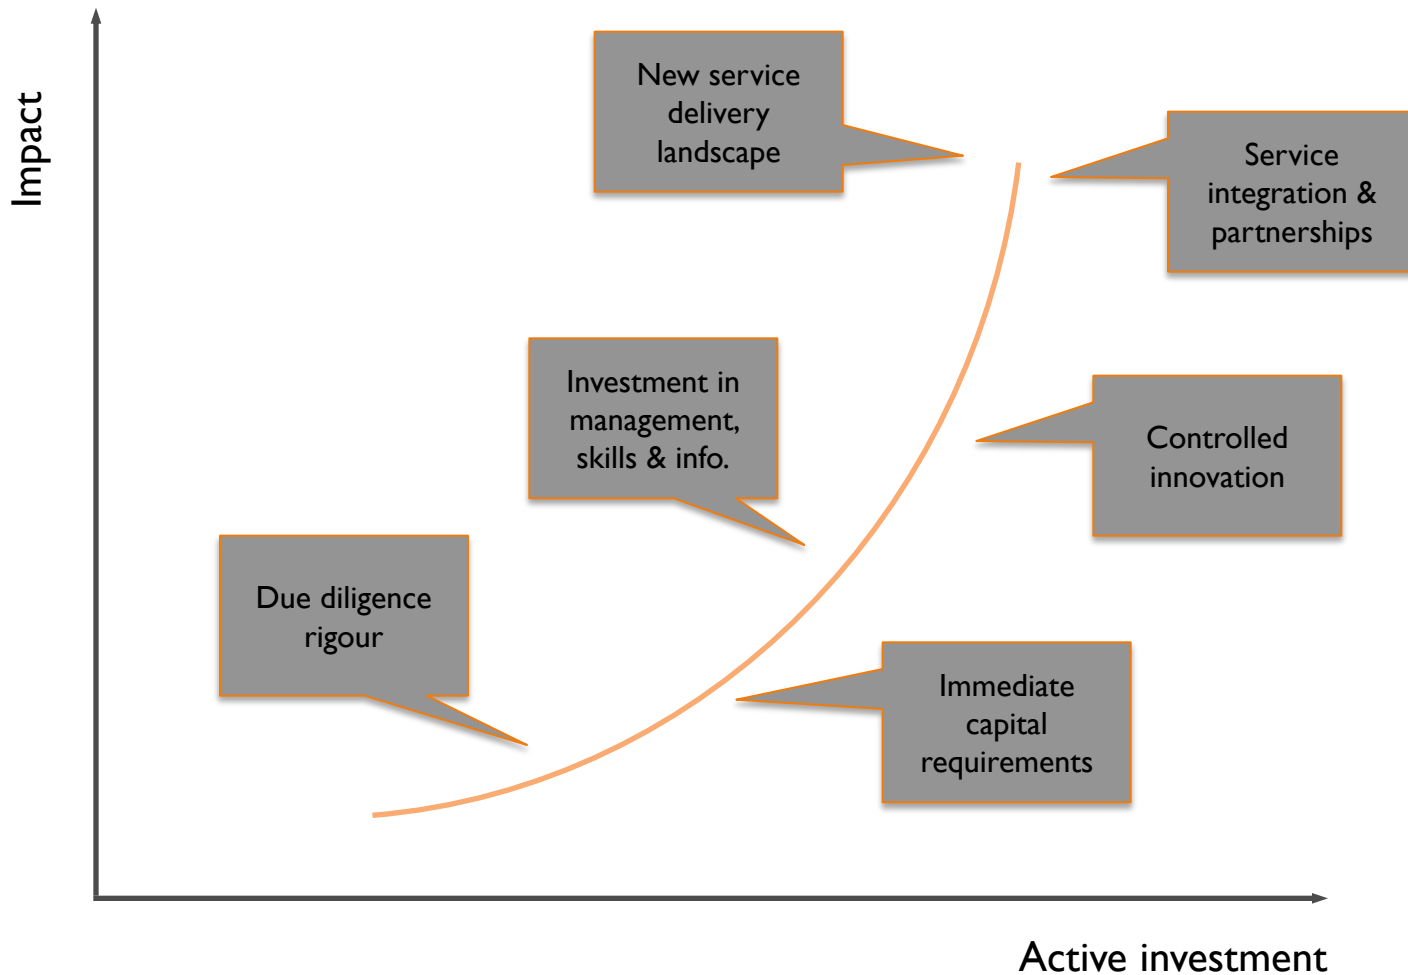 Impact
New service
delivery
landscape
Service
integration &
partnerships
Investment in
management,
skills & info.
Controlled
innovation
Due diligence
rigour
Immediate
capital
requirements
Active investment